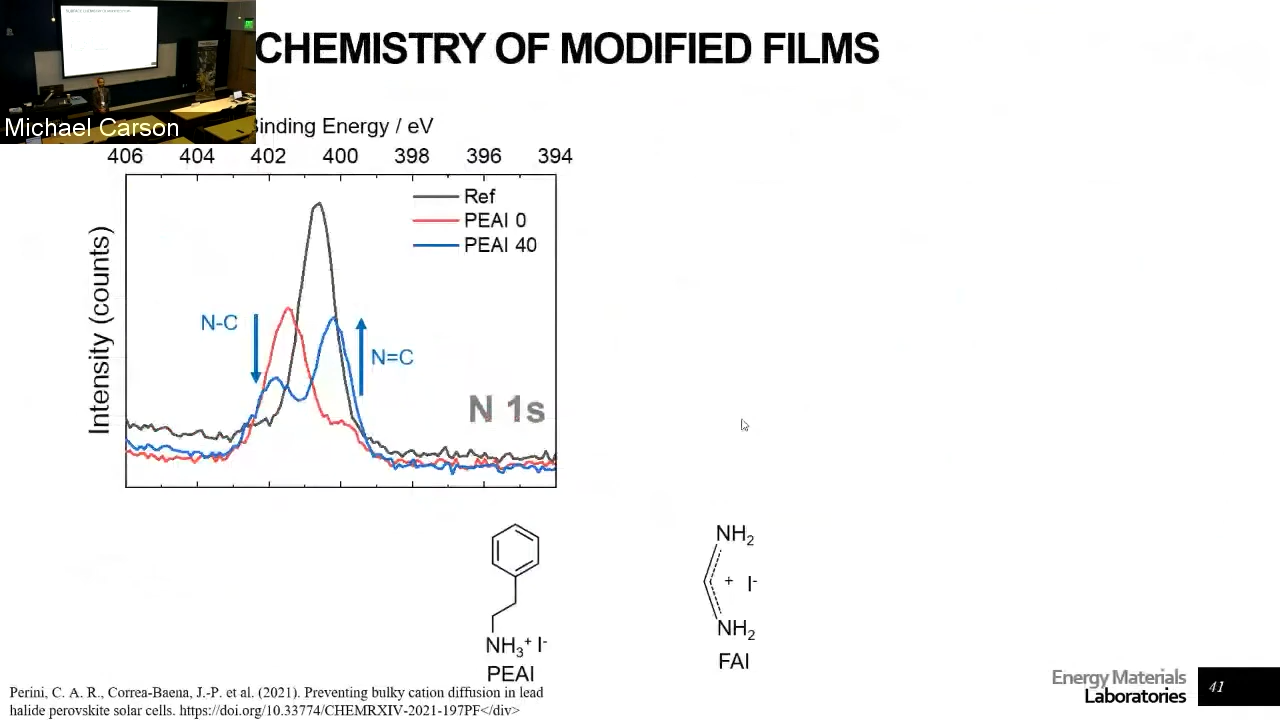 CHEMISTRY OF MODIFIED FILMS
Michael Carson
Binding Energy / eV
406 404 402 400 398 396 394
Ref
PEAI 0
PEAI 40
Intensity (counts)
N-C
N=C
N 1s
NH3+ I-
PEAI
NH2
+ I-
NH2
FAI
Perini, C. A. R., Correa-Baena, J.-P. et al. (2021). Preventing bulky cation diffusion in lead
halide perovskite solar cells. https://doi.org/10.33774/CHEMRXIV-2021-197PF</div>
Energy Materials
Laboratories
41